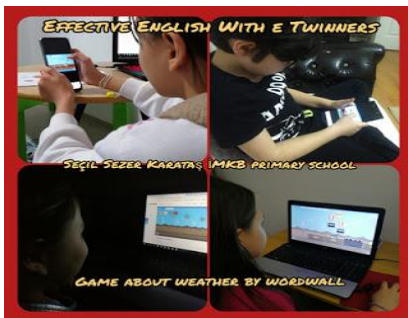 Effective English With e Twinners
Seçil Sezer Karataş İMKB primary school
Game about weather by wordwall